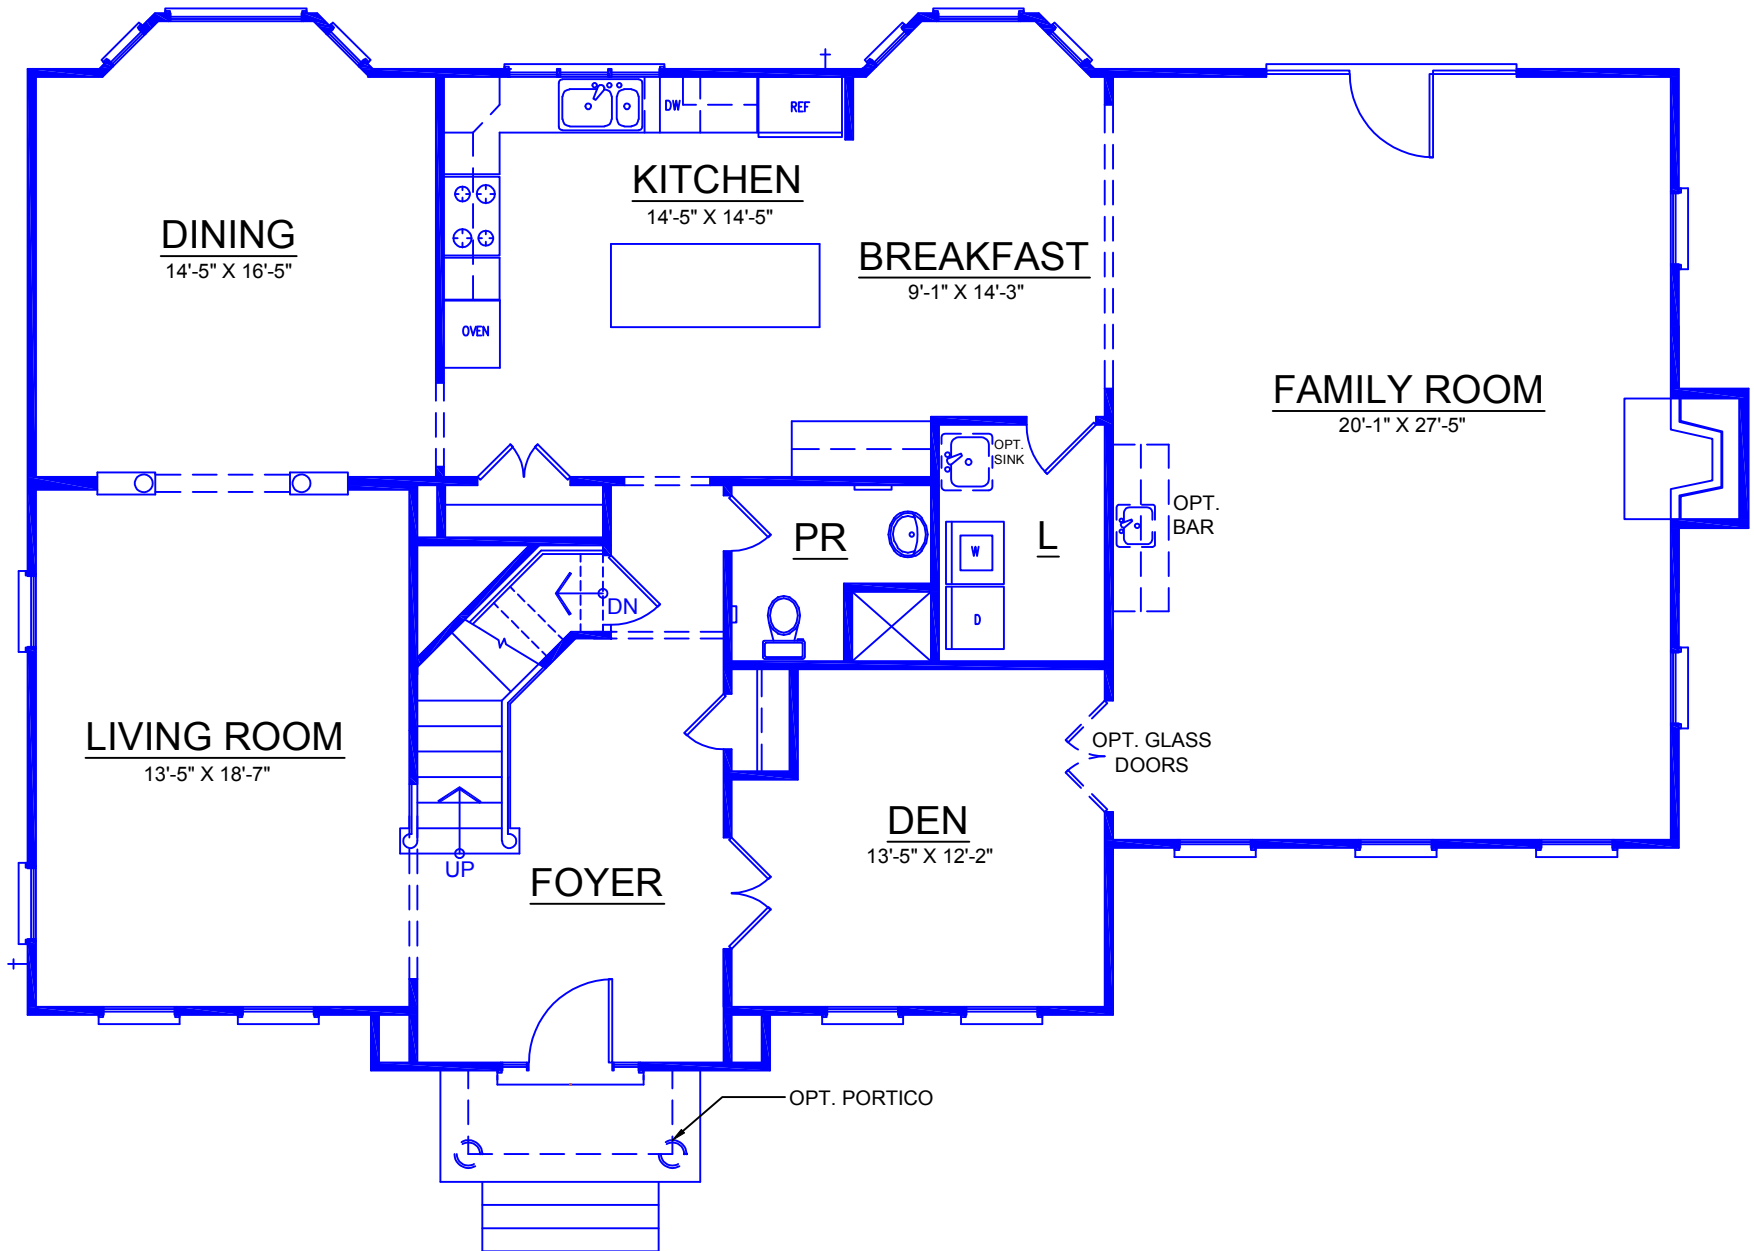 DW
REF
KITCHEN
14'-5" X 14'-5"
DINING
14'-5" X 16'-5"
BREAKFAST
9'-1" X 14'-3"
OVEN
FAMILY ROOM
20'-1" X 27'-5"
OPT.
SINK
OPT.
BAR
PR
L
W
D
DN
LIVING ROOM
13'-5" X 18'-7"
OPT. GLASS
DOORS
DEN
13'-5" X 12'-2"
UP
FOYER
OPT. PORTICO